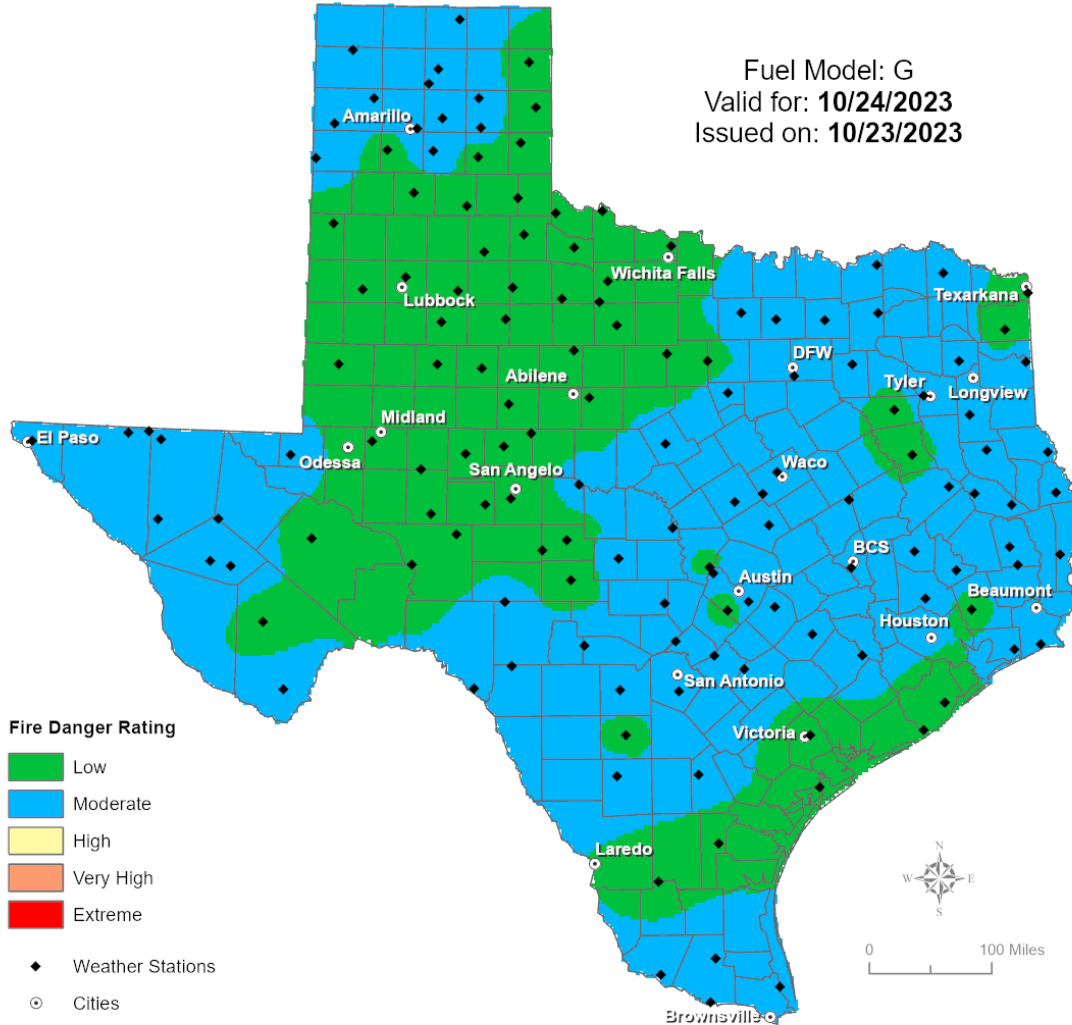 Fuel Model: G
Valid for: 10/24/2023
Issued on: 10/23/2023
Amarillo
Wichita Falls
Lubbock
Texarkana
DFW
Abilene
Tyler
Longview
Midland
El Paso
Odessa
San Angelo
Waco
BCS
Austin
Beaumont
Houston
San Antonio
Victoria
Laredo
Brownsville
Fire Danger Rating
Low
Moderate
High
Very High
Extreme
Weather Stations
Cities
N
W E
S
0 100 Miles